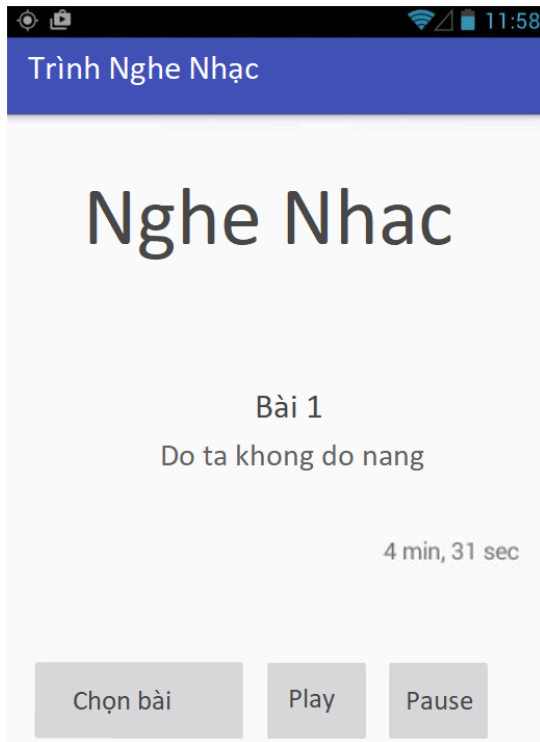 11:58
Trình Nghe Nhạc
Nghe Nhac
Bài 1
Do ta khong do nang
4 min, 31 sec
Chọn bài Play Pause